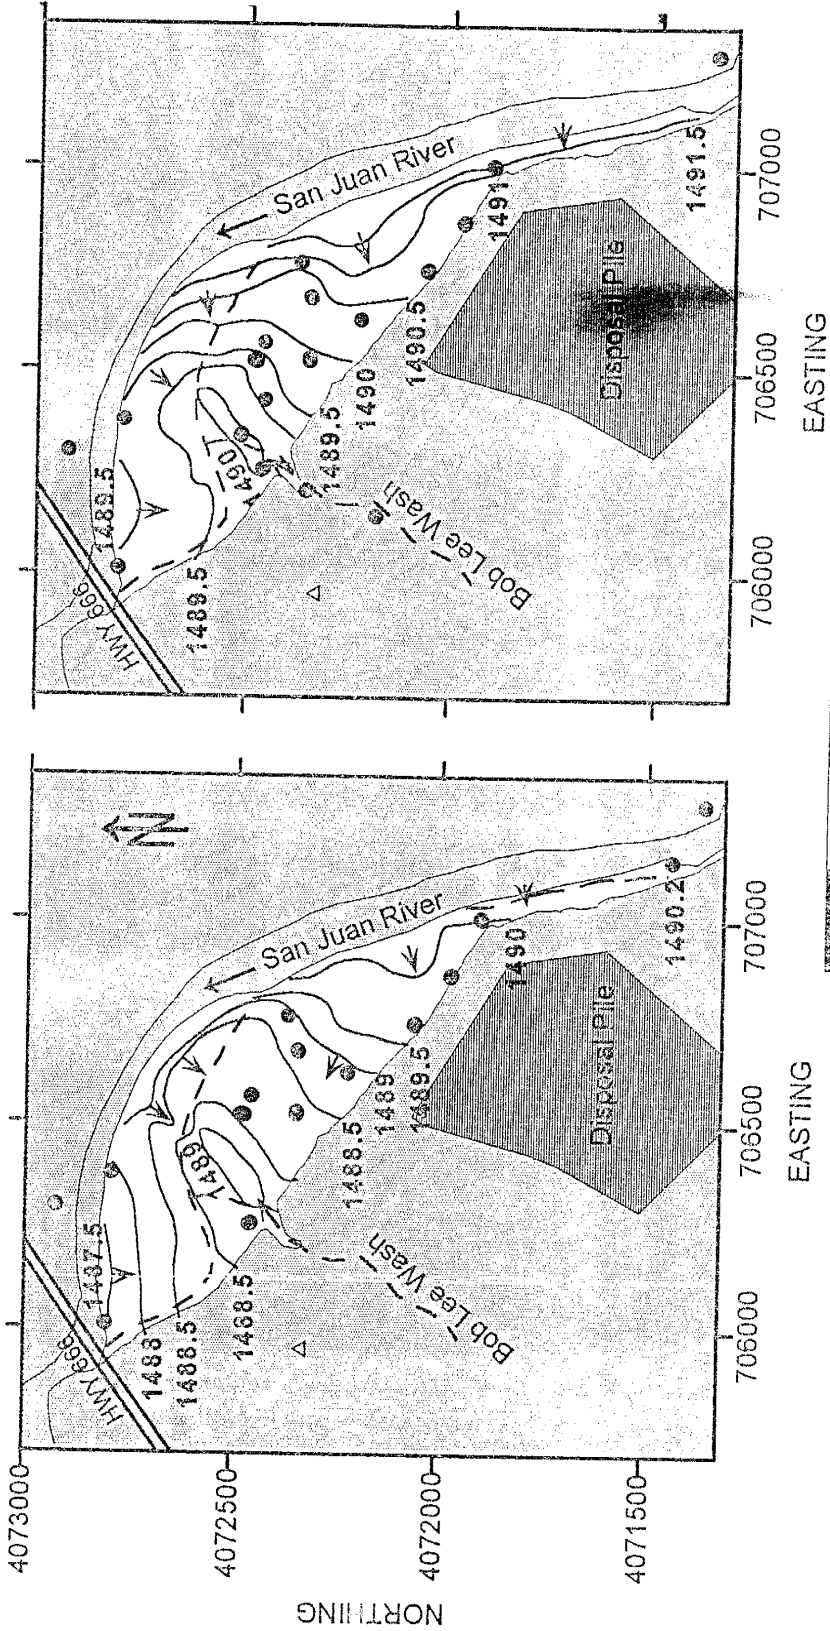 San Juan River
1491.5
1491
1490.5
1490
1489.5
1490
1489.5
1489.5
HWY 666
Bob Lee Wash
Disposal Pile
707000
706500
706000
EASTING
N
San Juan River
1490.2
1490
1489.5
1489
1488.5
1489
1487.5
1488
1488.5
1488.5
HWY 666
Bob Lee Wash
Disposal Pile
707000
706500
706000
EASTING
4073000
4072500
4072000
4071500
NORTHING